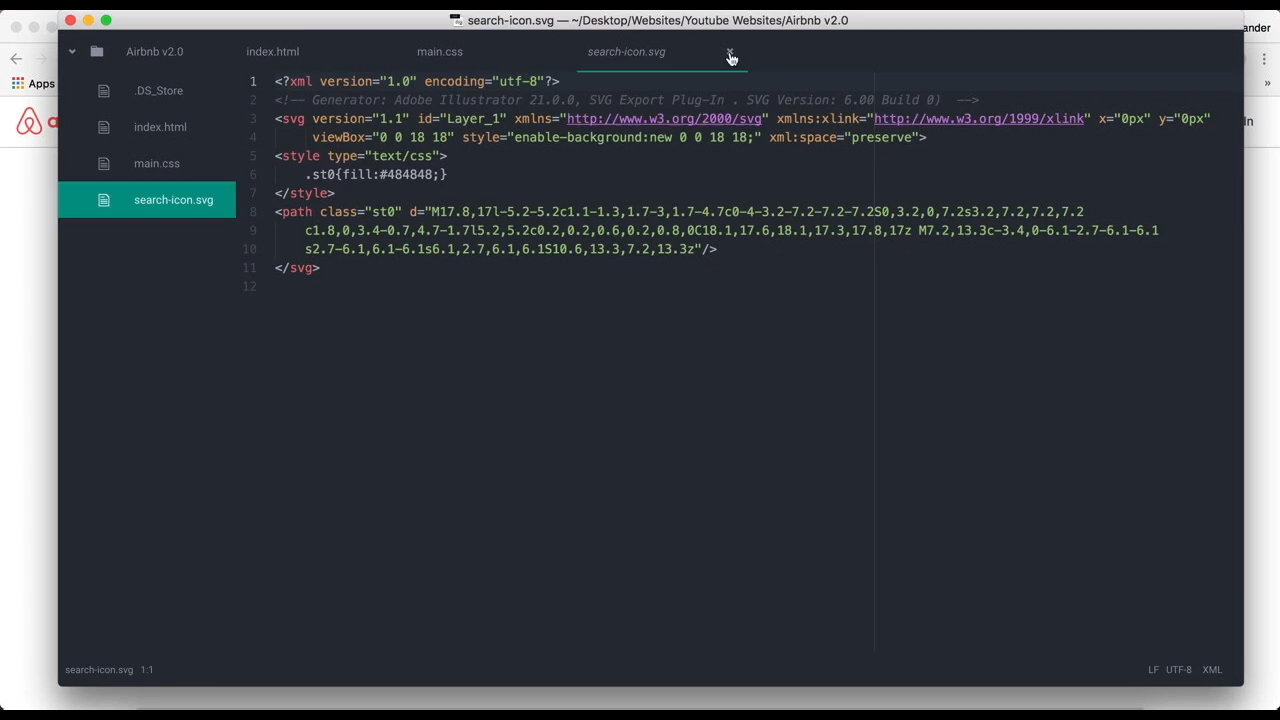 search-icon.svg — ~/Desktop/Websites/Youtube Websites/Airbnb v2.0
ander
Apps
»
a
In
Airbnb v2.0
index.html
main.css
search-icon.svg
.DS_Store
index.html
main.css
search-icon.svg
1 <?xml version="1.0" encoding="utf-8"?>
2 <!-- Generator: Adobe Illustrator 21.0.0, SVG Export Plug-In . SVG Version: 6.00 Build 0)  -->
3 <svg version="1.1" id="Layer_1" xmlns="http://www.w3.org/2000/svg" xmlns:xlink="http://www.w3.org/1999/xlink" x="0px" y="0px"
4 viewBox="0 0 18 18" style="enable-background:new 0 0 18 18;" xml:space="preserve">
5 <style type="text/css">
6 .st0{fill:#484848;}
7 </style>
8 <path class="st0" d="M17.8,17l-5.2-5.2c1.1-1.3,1.7-3,1.7-4.7c0-4-3.2-7.2-7.2-7.2S0,3.2,0,7.2s3.2,7.2,7.2,7.2
9 c1.8,0,3.4-0.7,4.7-1.7l5.2,5.2c0.2,0.2,0.6,0.2,0.8,0C18.1,17.6,18.1,17.3,17.8,17z M7.2,13.3c-3.4,0-6.1-2.7-6.1-6.1
10 s2.7-6.1,6.1-6.1s6.1,2.7,6.1,6.1S10.6,13.3,7.2,13.3z"/>
11 </svg>
12
search-icon.svg 1:1
LF UTF-8 XML